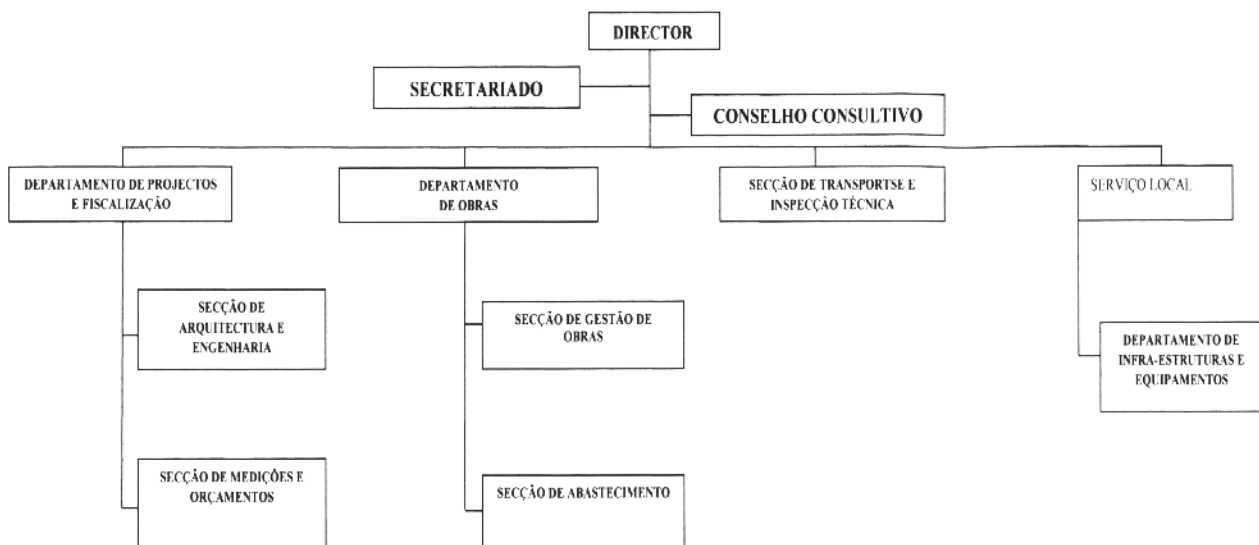 DIRECTOR
SECRETARIADO
CONSELHO CONSULTIVO
DEPARTAMENTO DE PROJECTOS
E FISCALIZAÇÃO
DEPARTAMENTO
DE OBRAS
SECÇÃO DE TRANSPORTSE E
INSPECÇÃO TÉCNICA
SERVIÇO LOCAL
SECÇÃO DE
ARQUITECTURA E
ENGENHARIA
SECÇÃO DE GESTÃO DE
OBRAS
DEPARTAMENTO DE
INFRA-ESTRUTURAS E
EQUIPAMENTOS
SECÇÃO DE MEDIÇÕES E
ORÇAMENTOS
SECÇÃO DE ABASTECIMENTO